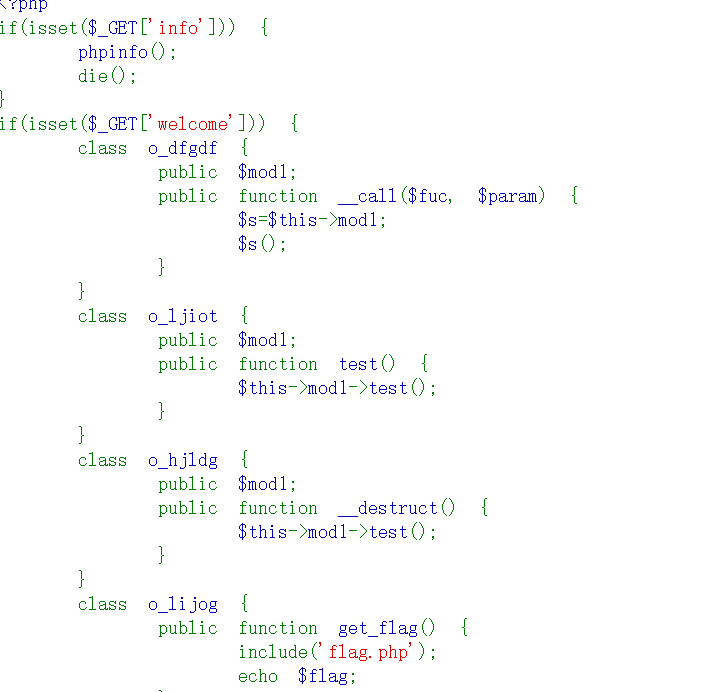 <?php
if(isset($_GET['info'])) {
phpinfo();
die();
}
if(isset($_GET['welcome'])) {
class o_dfgdf {
public $mod1;
public function __call($fuc, $param) {
$s=$this->mod1;
$s();
}
}
class o_ljiot {
public $mod1;
public function test() {
$this->mod1->test();
}
}
class o_hjldg {
public $mod1;
public function __destruct() {
$this->mod1->test();
}
}
class o_lijog {
public function get_flag() {
include('flag.php');
echo $flag;
}